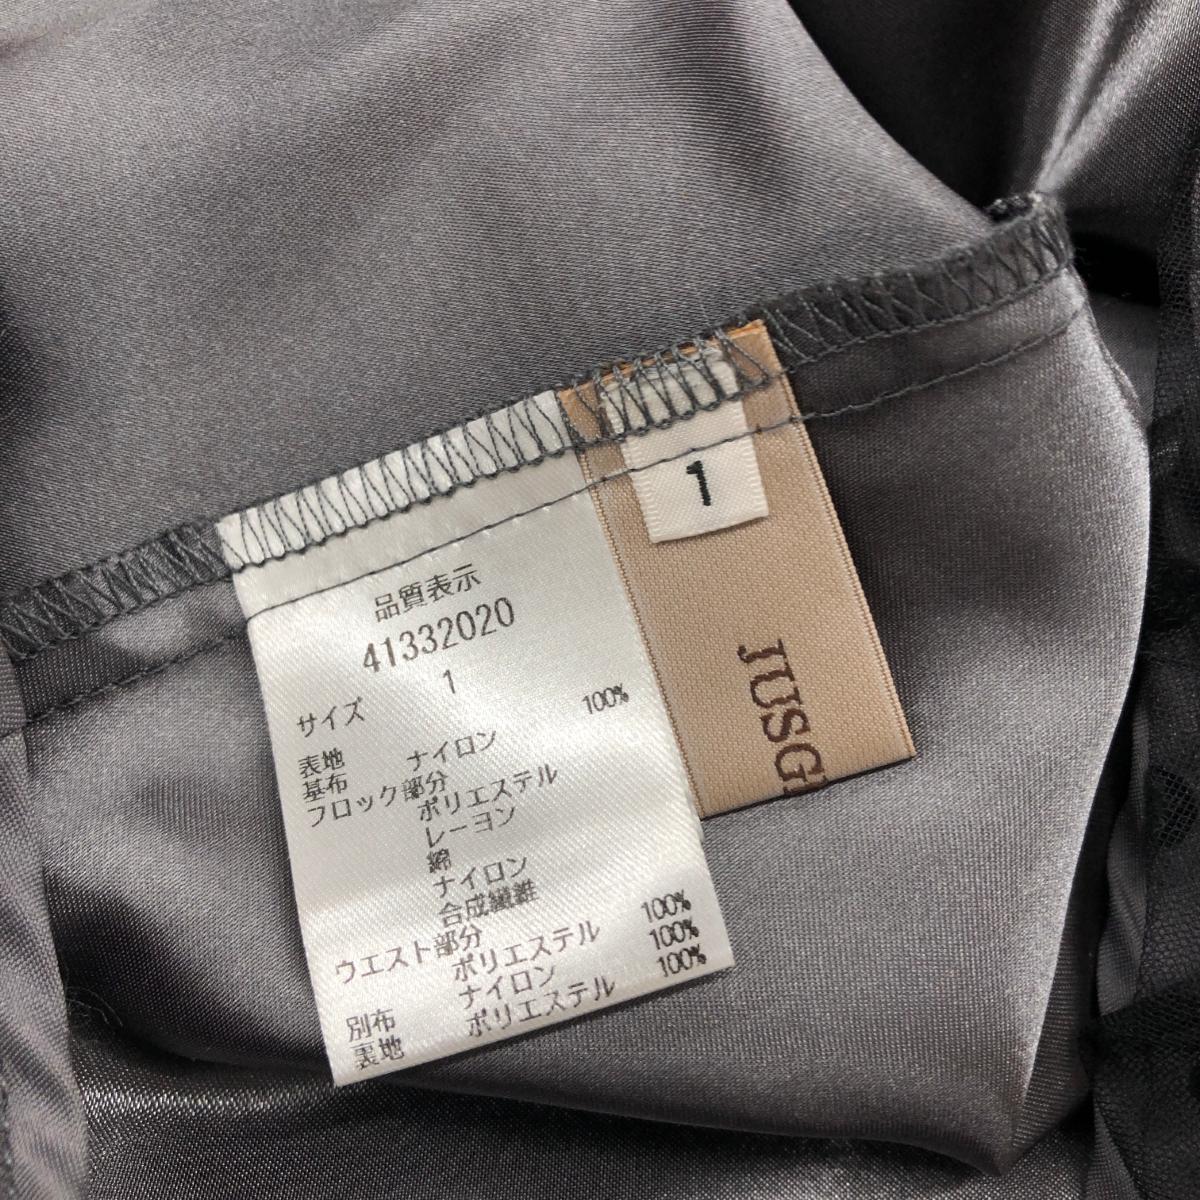 品質表示
41332020
サイズ 1
表地 ナイロン 100%
基布
フロック部分
ポリエステル
レーヨン
綿
ナイロン
合成繊維
ウエスト部分
ポリエステル 100%
別布 ナイロン 100%
裏地 ポリエステル 100%
1
JUSGL